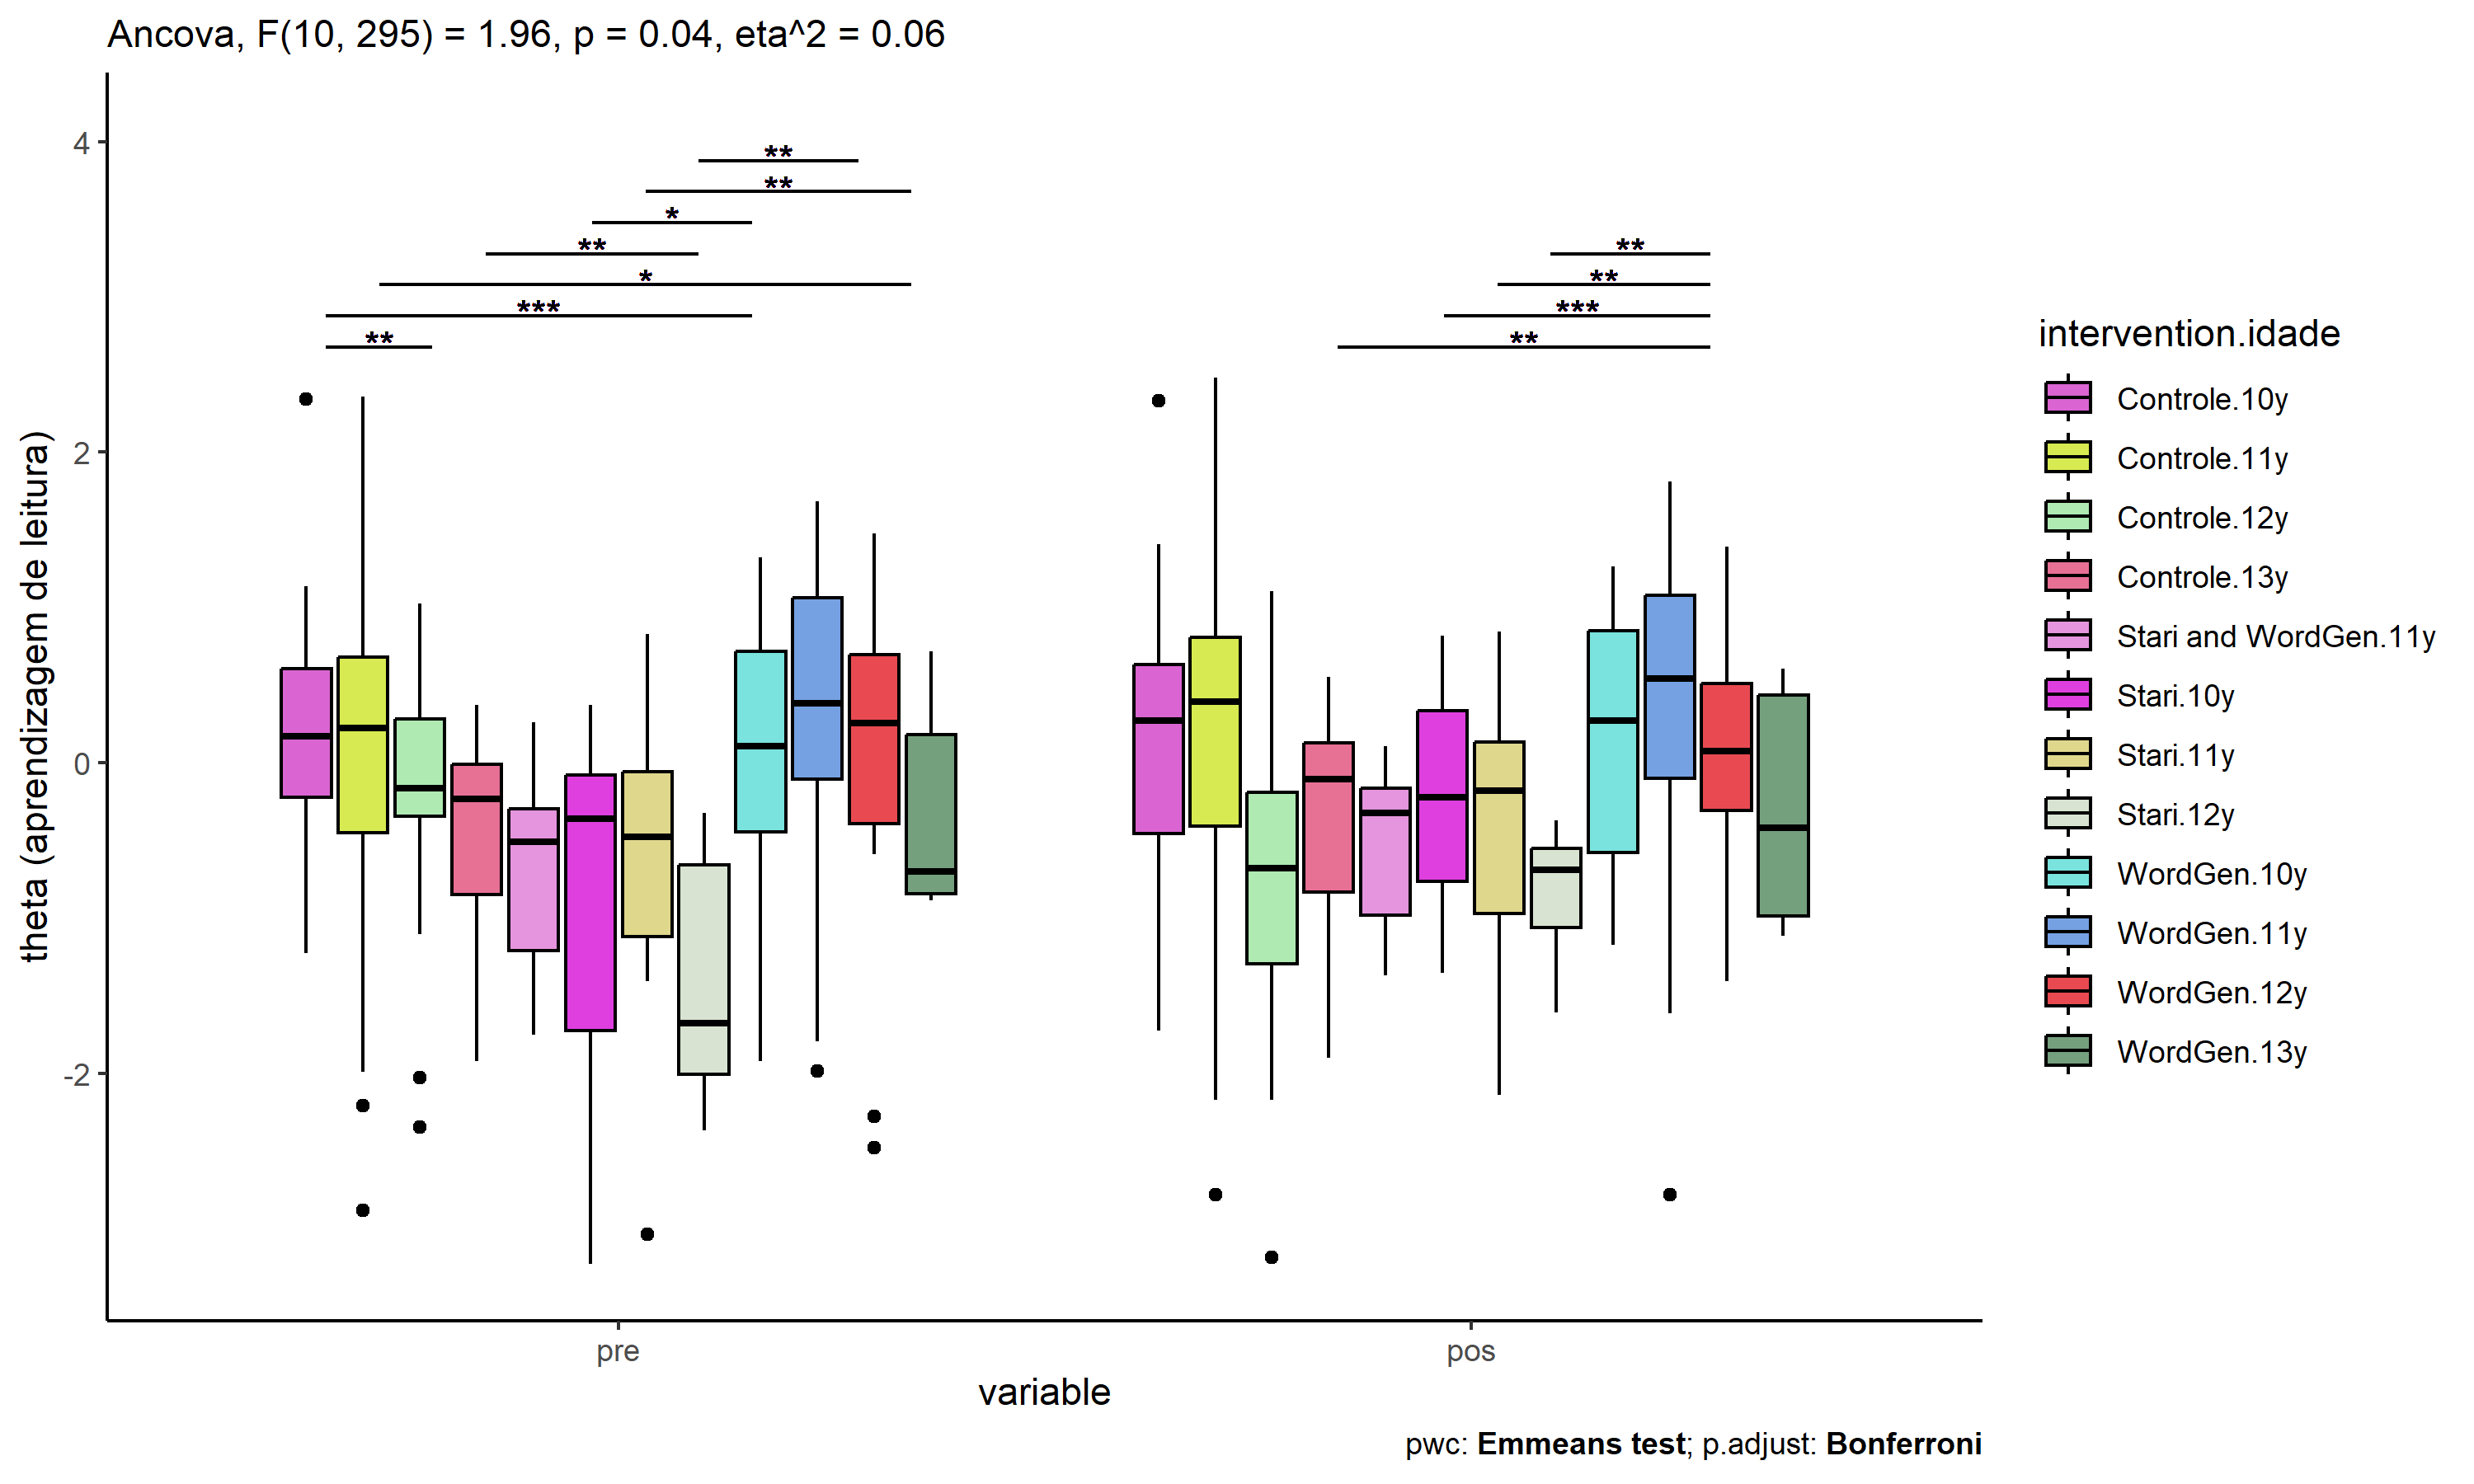 Ancova, F(10, 295) = 1.96, p = 0.04, eta^2 = 0.06
theta (aprendizagem de leitura)
4
2
0
-2
**
**
*
**
*
***
**
**
**
***
**
pre
pos
variable
intervention.idade
Controle.10y
Controle.11y
Controle.12y
Controle.13y
Stari and WordGen.11y
Stari.10y
Stari.11y
Stari.12y
WordGen.10y
WordGen.11y
WordGen.12y
WordGen.13y
pwc: Emmeans test; p.adjust: Bonferroni